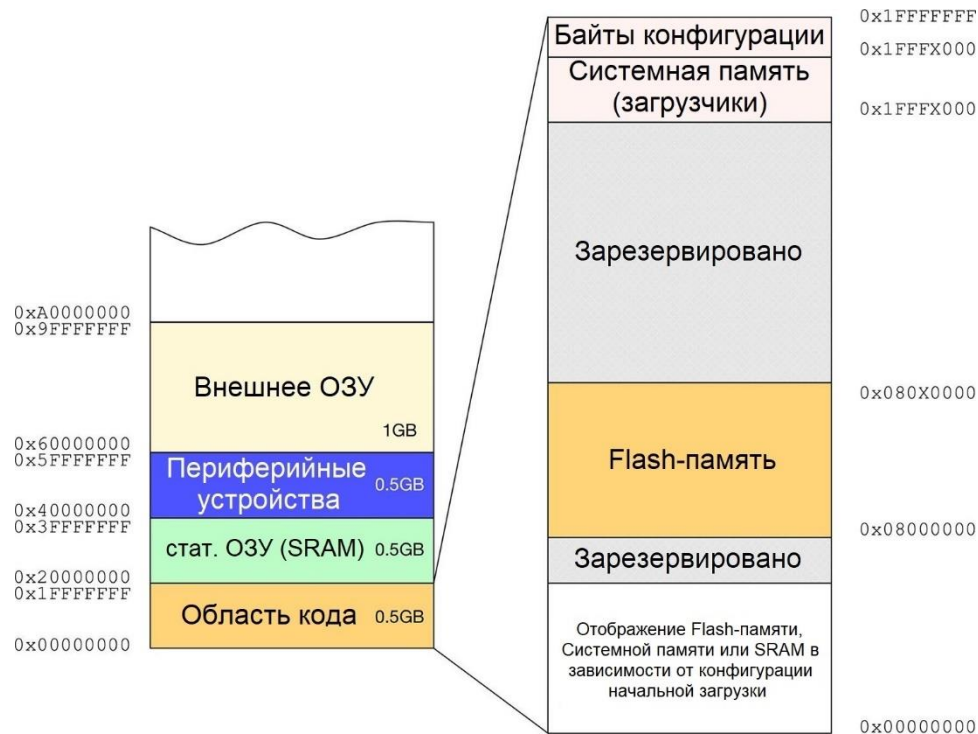 0xA0000000
0x9FFFFFFF
Внешнее ОЗУ
1GB
0x60000000
0x5FFFFFFF
Периферийные
устройства
0.5GB
0x40000000
0x3FFFFFFF
стат. ОЗУ (SRAM)
0.5GB
0x20000000
0x1FFFFFFF
Область кода
0.5GB
0x00000000
Байты конфигурации
0x1FFFFFFF
0x1FFFX000
Системная память
(загрузчики)
0x1FFFX000
Зарезервировано
0x080X0000
Flash-память
0x08000000
Зарезервировано
Отображение Flash-памяти,
Системной памяти или SRAM в
зависимости от конфигурации
начальной загрузки
0x00000000